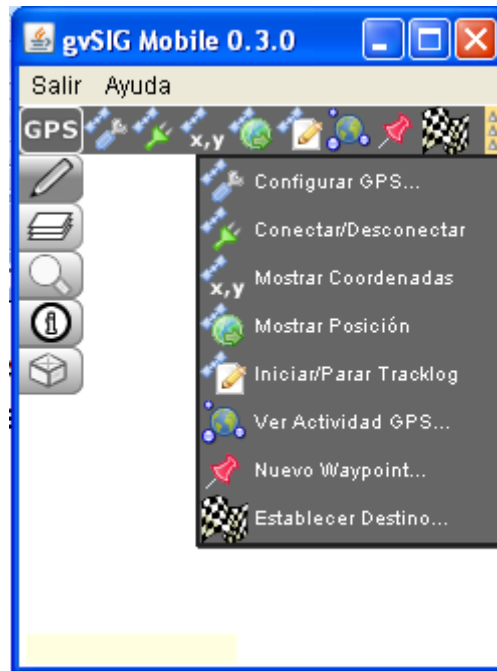 gvSIG Mobile 0.3.0
Salir Ayuda
GPS x,y
Configurar GPS...
Conectar/Desconectar
x,y Mostrar Coordenadas
Mostrar Posición
Iniciar/Parar Tracklog
Ver Actividad GPS...
Nuevo Waypoint...
Establecer Destino...